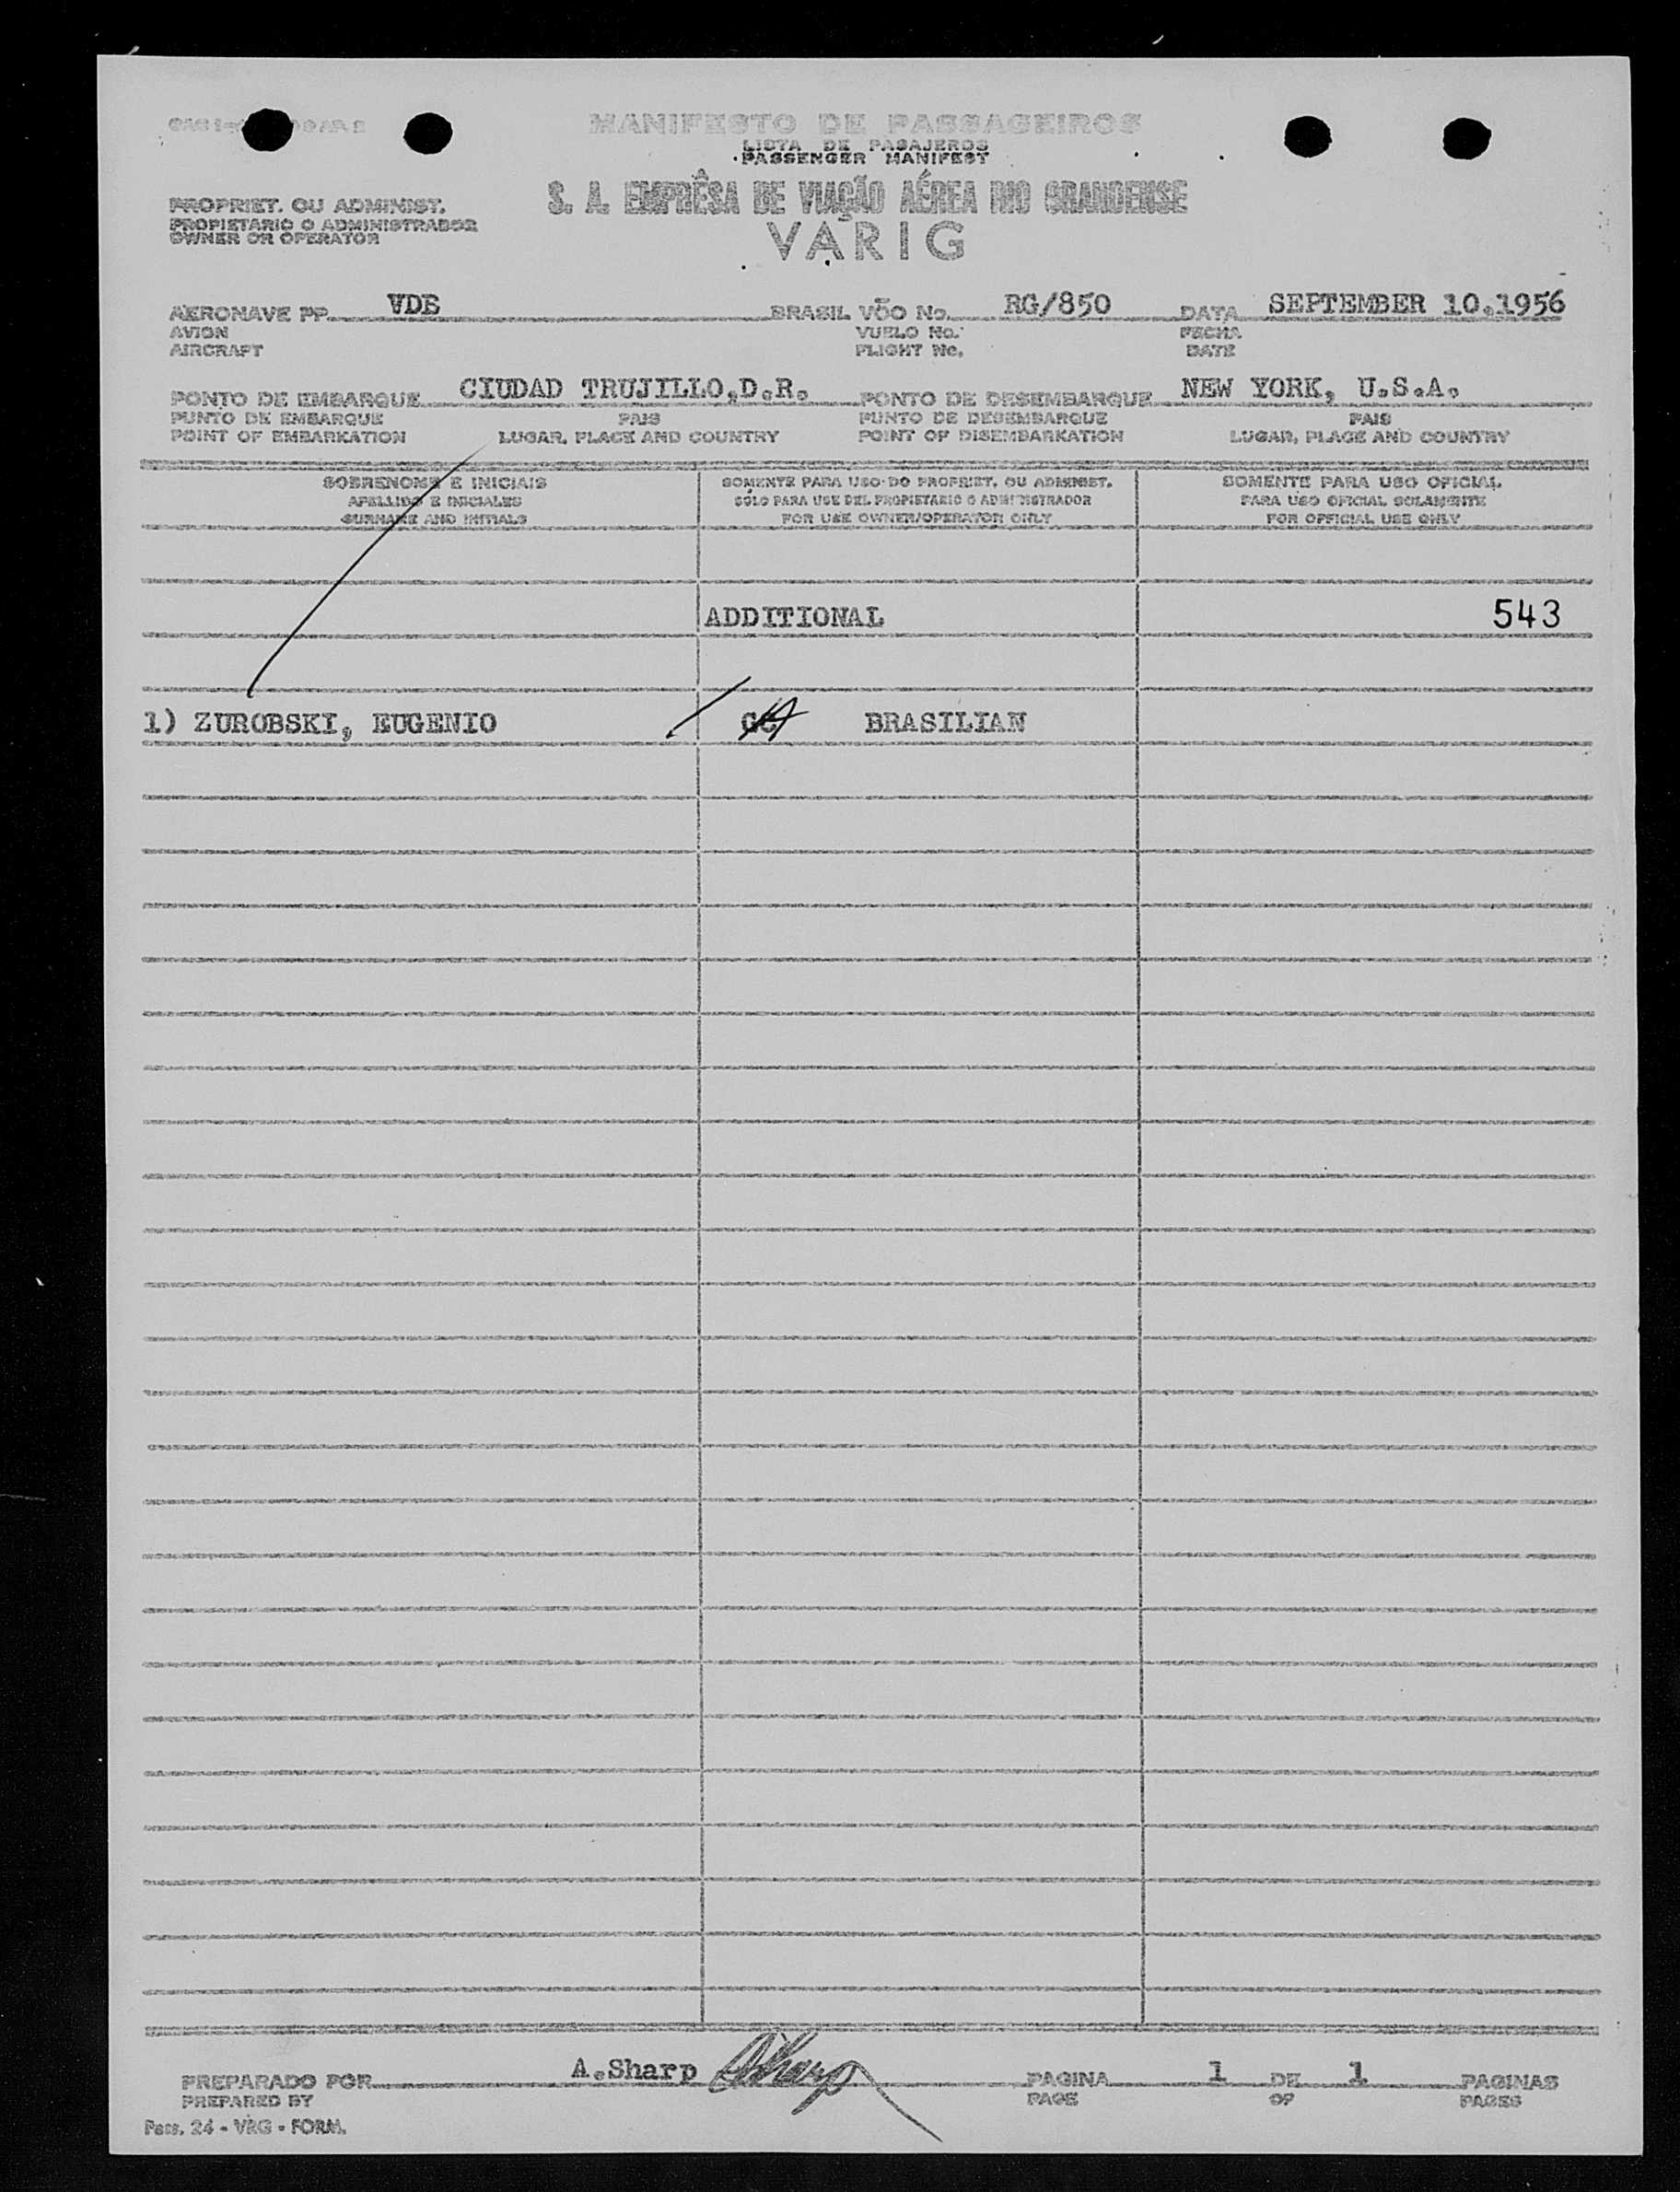 MANIFESTO DE PASSAGEIROS
LISTA DE PASAJEROS
PASSENGER MANIFEST
S. A. EMPRÊSA DE VIAÇÃO AÉREA RIO GRANDENSE
VARIG
PROPRIET. OU ADMINIST.
PROPIETARIO O ADMINISTRADOR
OWNER OR OPERATOR
AERONAVE PP VDB BRASIL VÕO No. RG/850 DATA SEPTEMBER 10.1956
AVION VUELO No. FECHA
AIRCRAFT FLIGHT No. DATE
PONTO DE EMBARQUE CIUDAD TRUJILLO,D.R. PONTO DE DESEMBARQUE NEW YORK, U.S.A.
PUNTO DE EMBARQUE PAIS PUNTO DE DESEMBARQUE PAIS
POINT OF EMBARKATION LUGAR, PLACE AND COUNTRY POINT OF DISEMBARKATION LUGAR, PLACE AND COUNTRY
SOBRENOME E INICIAIS SOMENTE PARA USO DO PROPRIET. OU ADMINIST. SOMENTE PARA USO OFICIAL
APELLIDO E INICIALES SÓLO PARA USE DEL PROPIETARIO O ADMINISTRADOR PARA USO OFICIAL SOLAMENTE
SURNAME AND INITIALS FOR USE OWNER/OPERATOR ONLY FOR OFFICIAL USE ONLY
ADDITIONAL 543
1) ZUROBSKI, EUGENIO BRASILIAN
PREPARADO POR A.Sharp PAGINA 1 DE 1 PAGINAS
PREPARED BY PAGE OF PAGES
Pass. 24 - VRG - FORM.